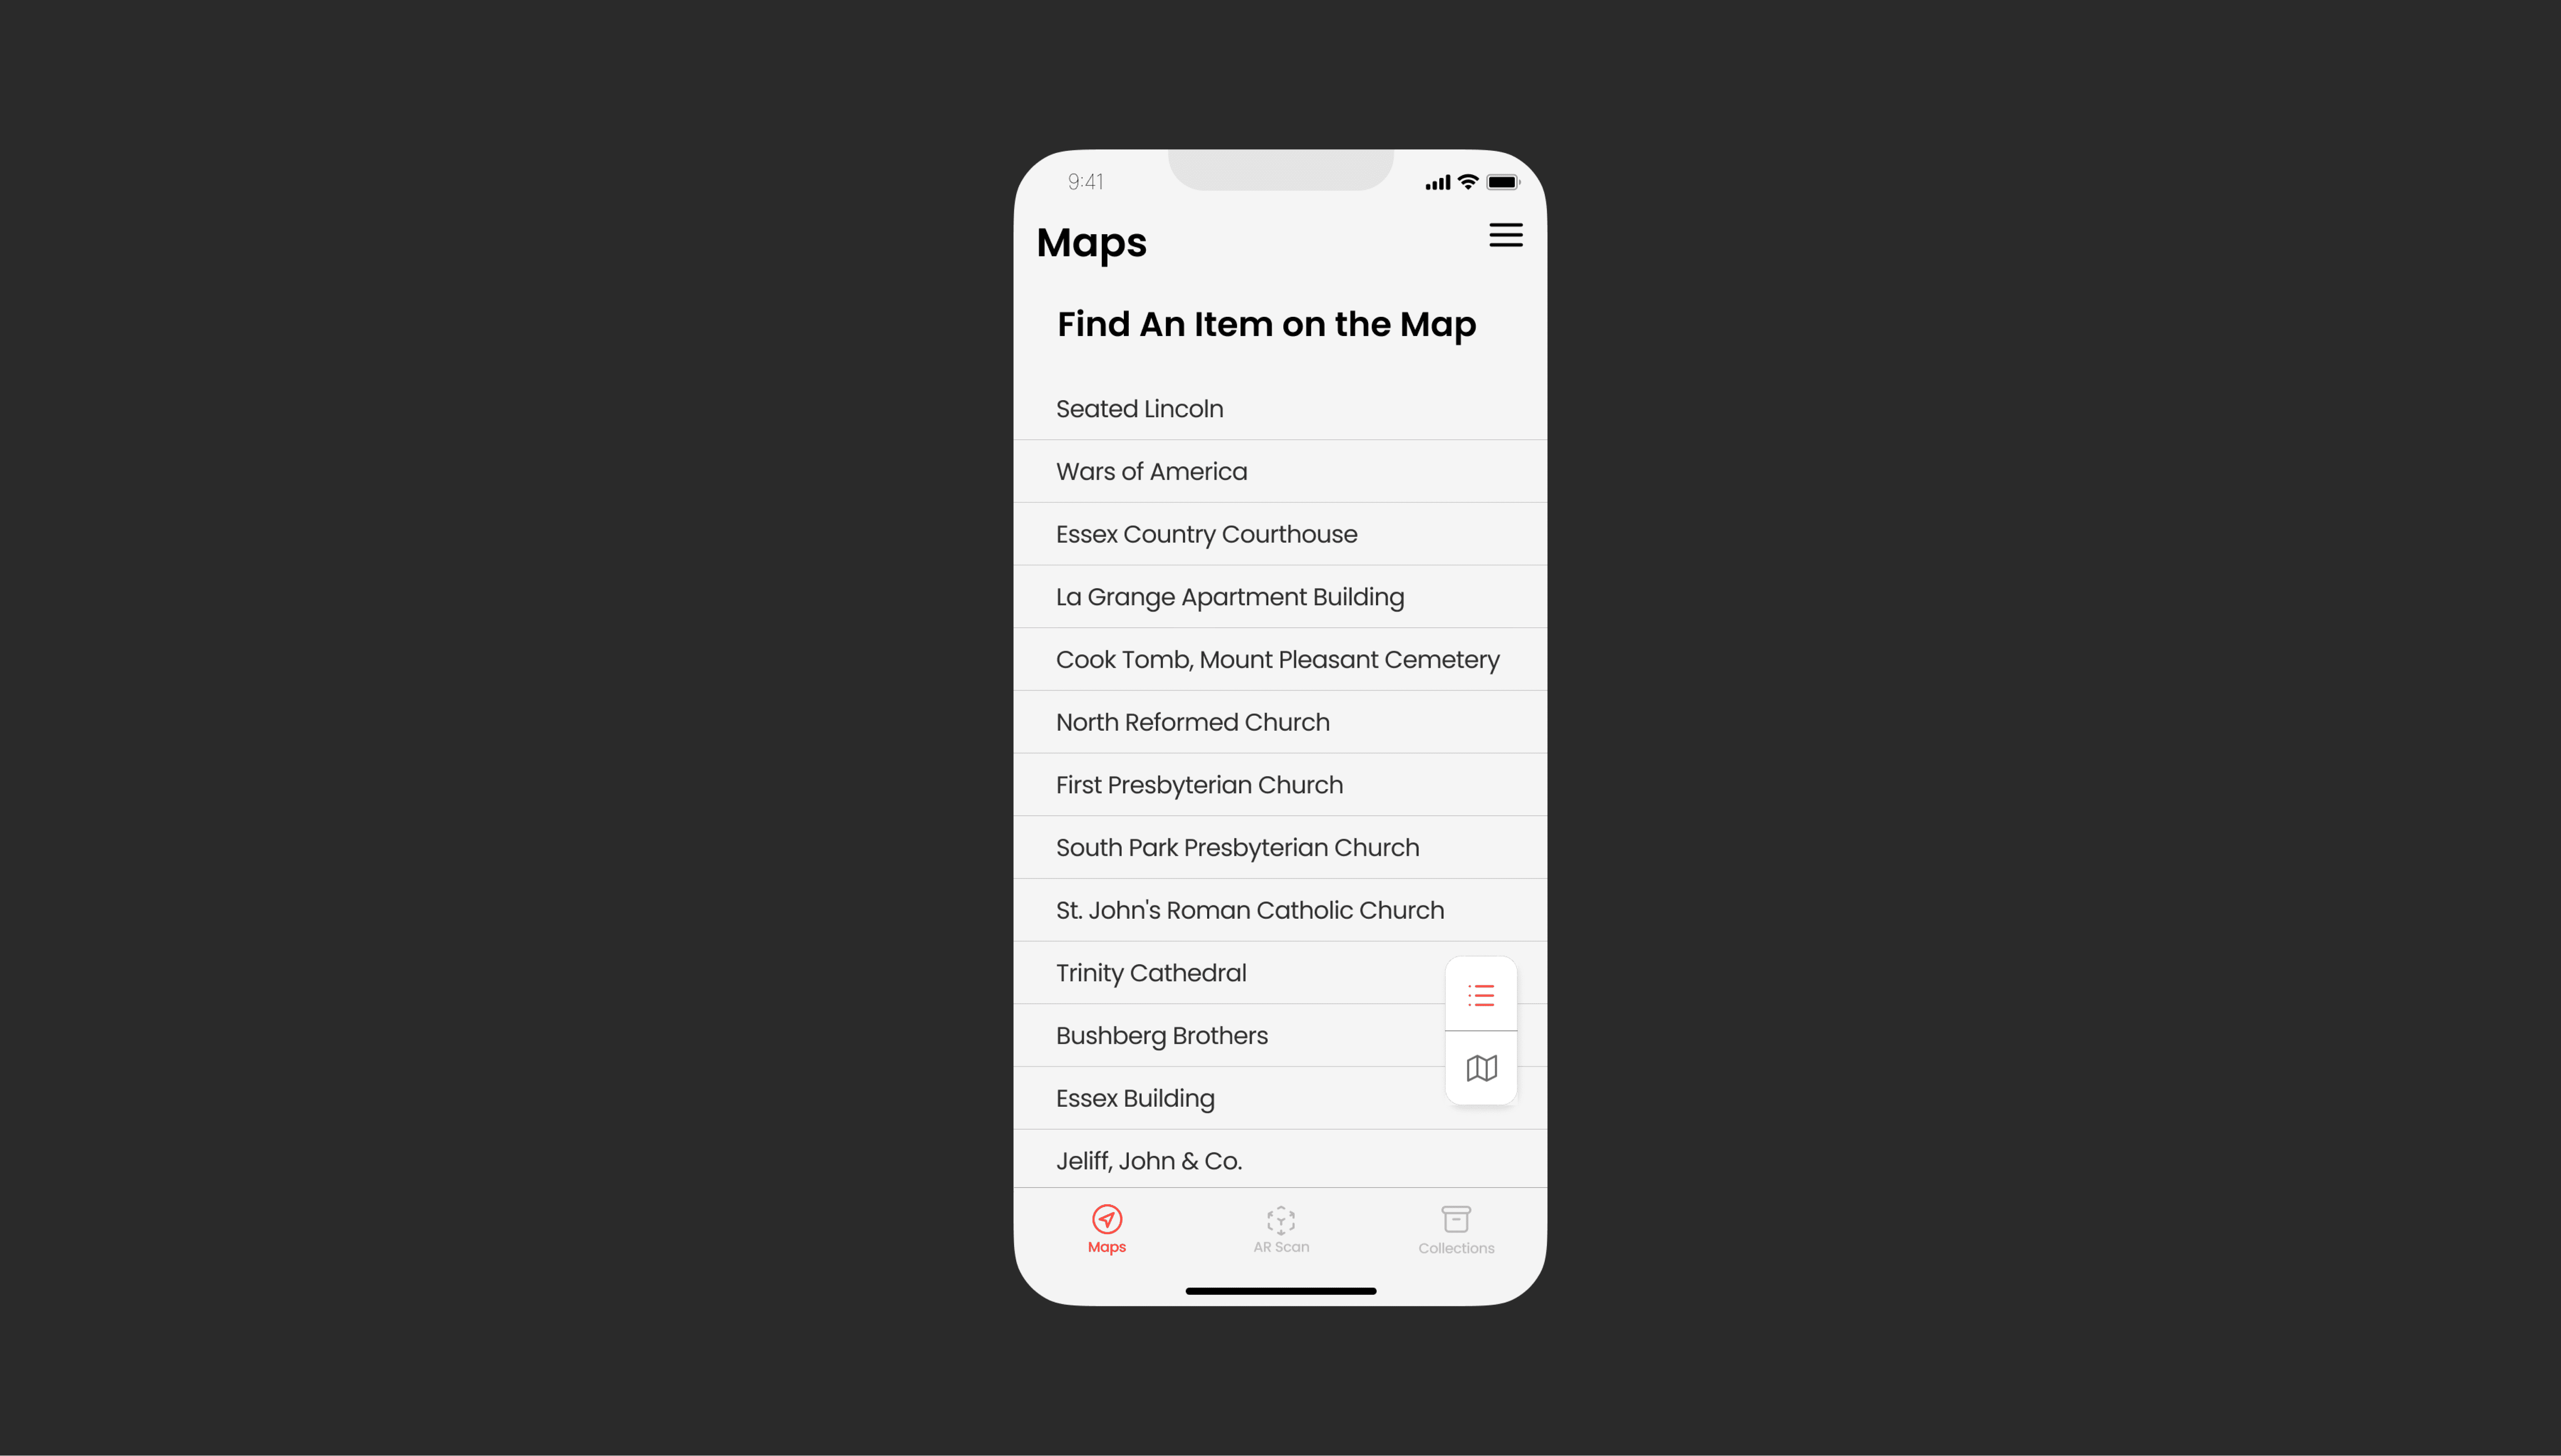 9:41
Maps
Find An Item on the Map
Seated Lincoln
Wars of America
Essex Country Courthouse
La Grange Apartment Building
Cook Tomb, Mount Pleasant Cemetery
North Reformed Church
First Presbyterian Church
South Park Presbyterian Church
St. John's Roman Catholic Church
Trinity Cathedral
Bushberg Brothers
Essex Building
Jeliff, John & Co.
Maps
AR Scan
Collections